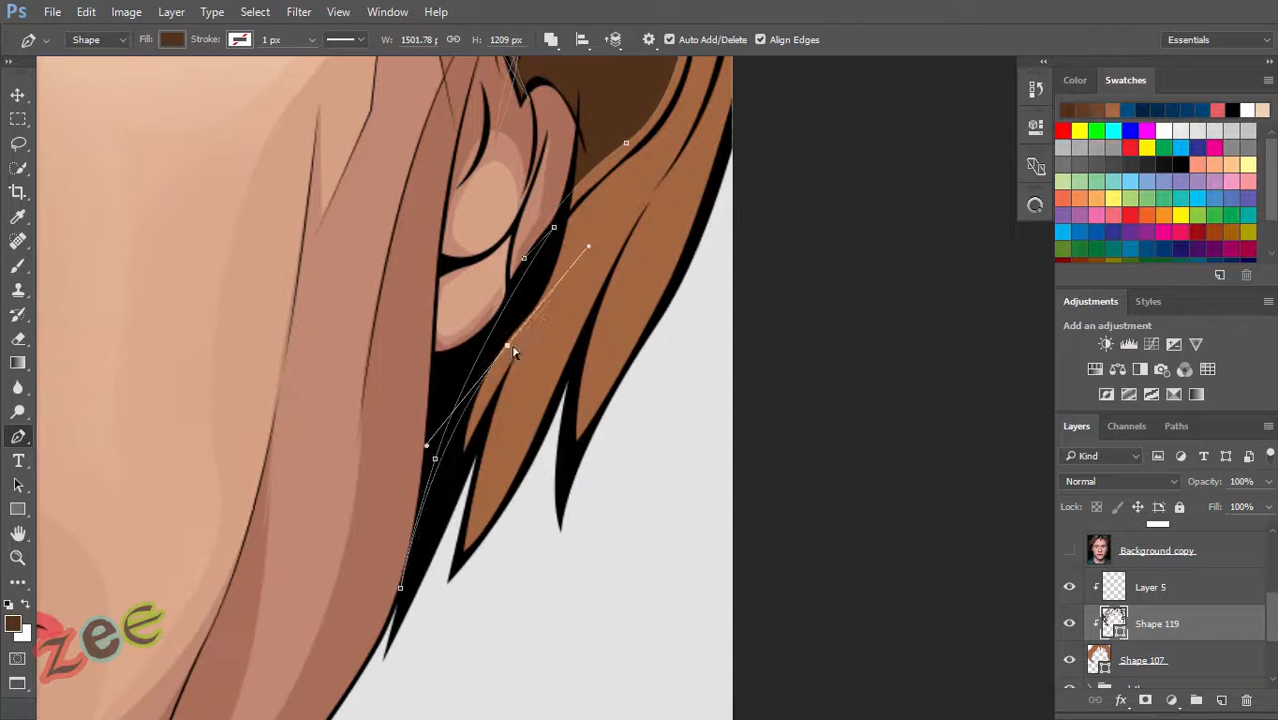 Ps File Edit Image Layer Type Select Filter View Window Help
Shape Fill: Stroke: 1 px W: 1501.78 p H: 1209 px Auto Add/Delete Align Edges Essentials
Color Swatches
Adjustments Styles
Add an adjustment
Layers Channels Paths
Kind
Normal Opacity: 100%
Lock: Fill: 100%
Background copy
Layer 5
Shape 119
Shape 107
zee